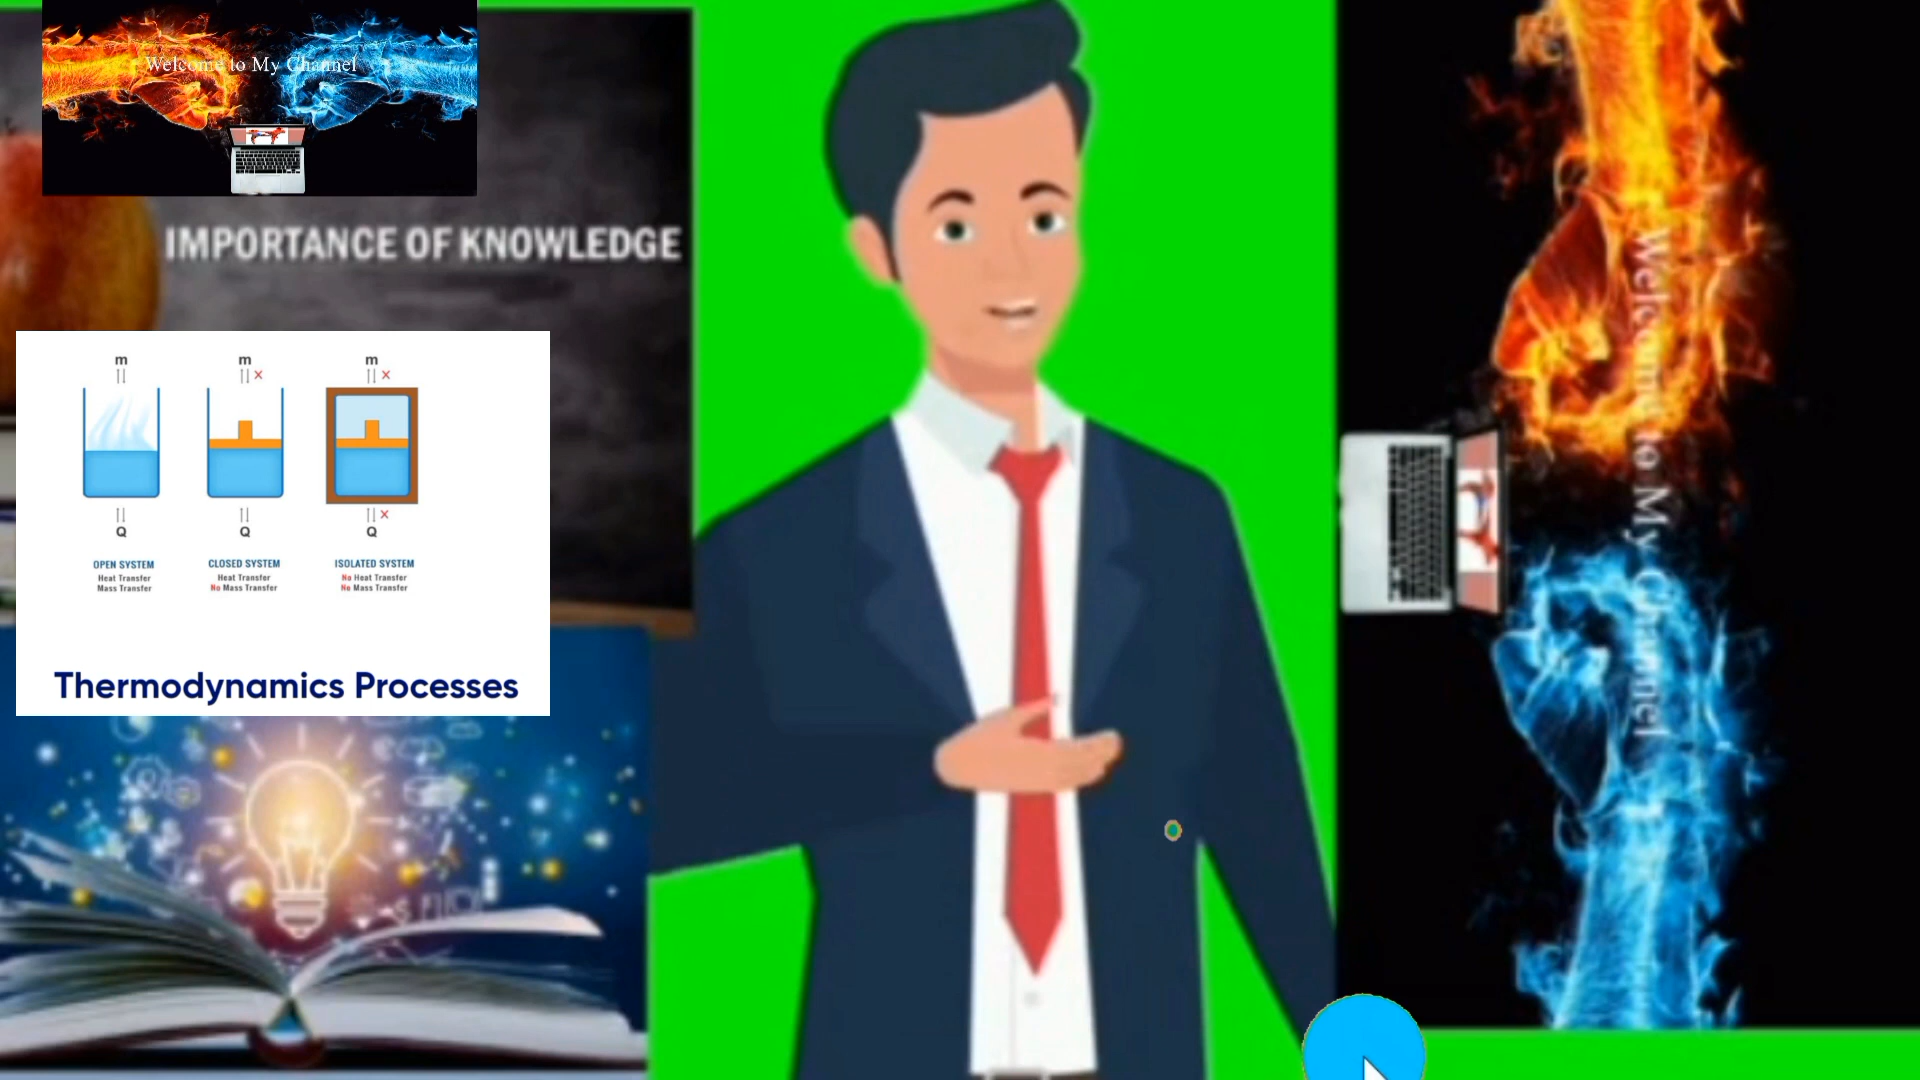 Welcome to My Channel
IMPORTANCE OF KNOWLEDGE
m
m
m
Q
Q
Q
OPEN SYSTEM
Heat Transfer
Mass Transfer
CLOSED SYSTEM
Heat Transfer
No Mass Transfer
ISOLATED SYSTEM
No Heat Transfer
No Mass Transfer
Thermodynamics Processes
Welcome to My Channel